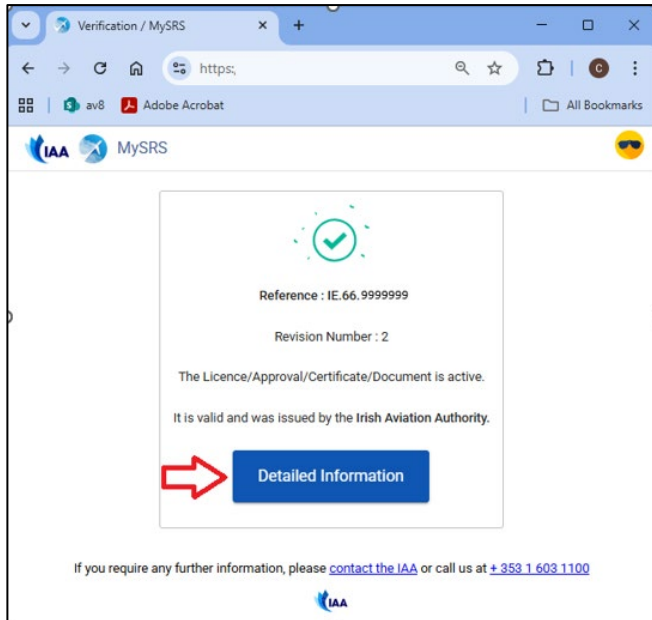 Verification / MySRS
https;
av8 Adobe Acrobat All Bookmarks
IAA MySRS
Reference : IE.66.9999999
Revision Number : 2
The Licence/Approval/Certificate/Document is active.
It is valid and was issued by the Irish Aviation Authority.
Detailed Information
If you require any further information, please contact the IAA or call us at + 353 1 603 1100
IAA